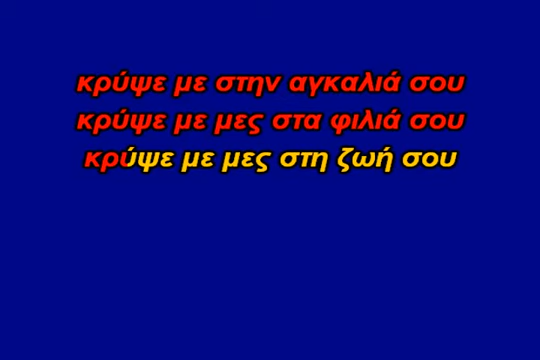 κρύψε με στην αγκαλιά σου
κρύψε με μες στα φιλιά σου
κρύψε με μες στη ζωή σου